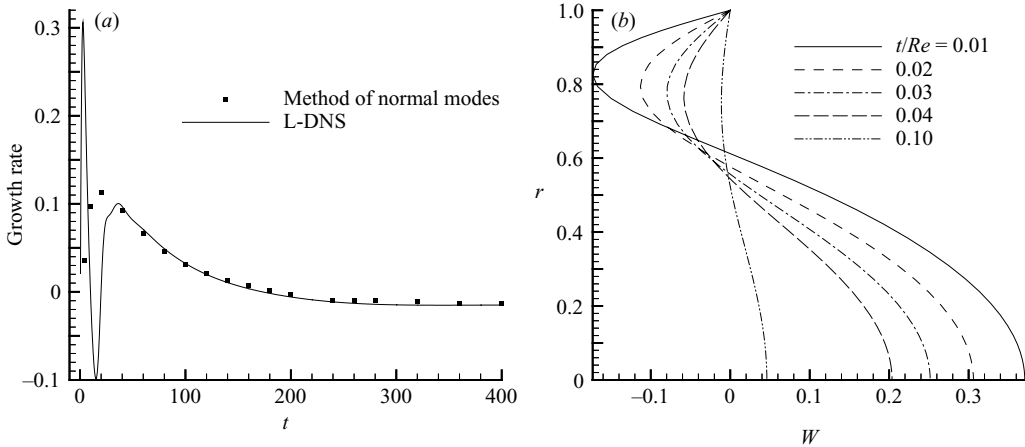 (a)
0.3
0.2
0.1
0
–0.1
Growth rate
Method of normal modes
L-DNS
0
100
200
300
400
t
(b)
1.0
0.8
0.6
0.4
0.2
0
r
t/Re = 0.01
0.02
0.03
0.04
0.10
–0.1
0
0.1
0.2
0.3
W